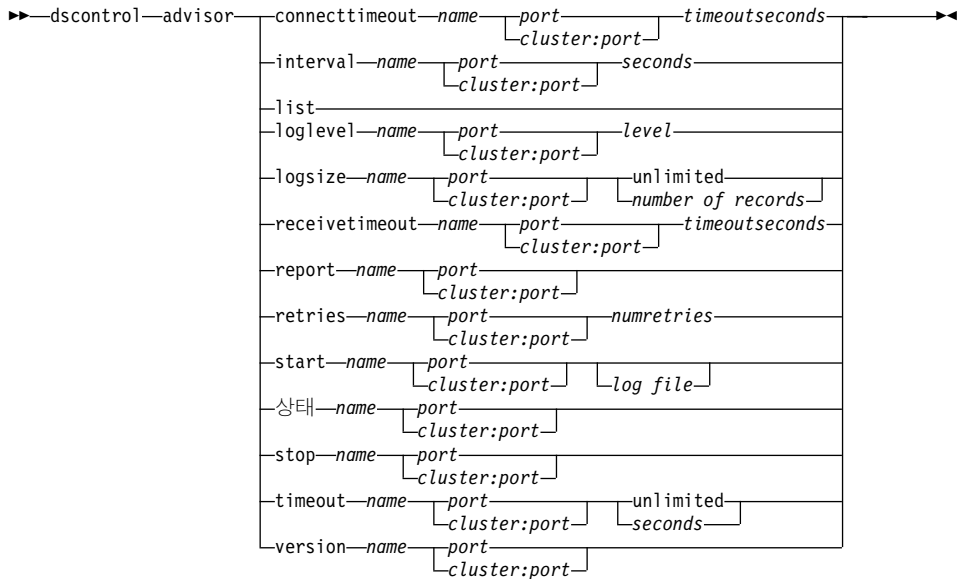 dscontrol advisor connecttimeout name port timeoutseconds
cluster:port
interval name port seconds
cluster:port
list
loglevel name port level
cluster:port
logsize name port unlimited
cluster:port number of records
receivetimeout name port timeoutseconds
cluster:port
report name port
cluster:port
retries name port numretries
cluster:port
start name port
cluster:port log file
상태 name port
cluster:port
stop name port
cluster:port
timeout name port unlimited
cluster:port seconds
version name port
cluster:port